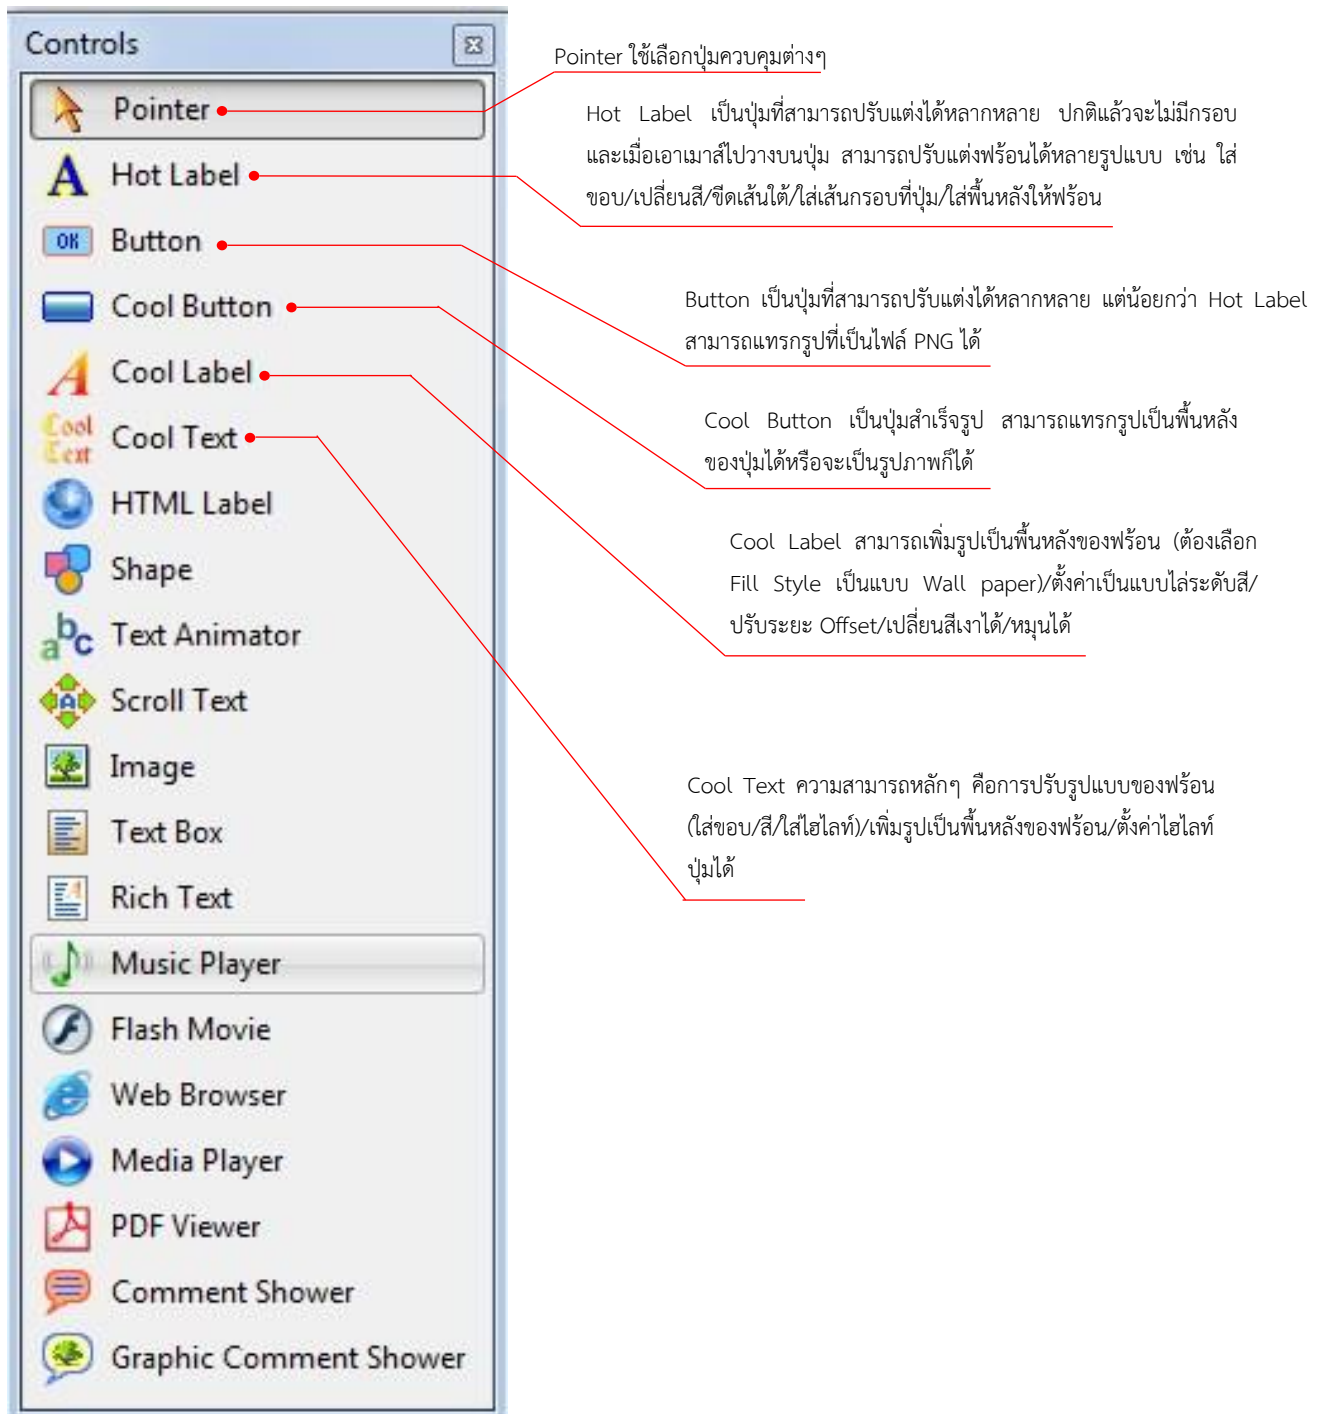 Controls
Pointer
Hot Label
OK
Button
Cool Button
A
Cool Label
Cool
Text
Cool Text
HTML Label
Shape
abc
Text Animator
A
Scroll Text
Image
Text Box
Rich Text
Music Player
Flash Movie
Web Browser
Media Player
PDF Viewer
Comment Shower
Graphic Comment Shower
Pointer ใช้เลือกปุ่มควบคุมต่างๆ
Hot Label เป็นปุ่มที่สามารถปรับแต่งได้หลากหลาย ปกติแล้วจะไม่มีกรอบ
และเมื่อเอาเมาส์ไปวางบนปุ่ม สามารถปรับแต่งฟร้อนได้หลายรูปแบบ เช่น ใส่
ขอบ/เปลี่ยนสี/ขีดเส้นใต้/ใส่เส้นกรอบที่ปุ่ม/ใส่พื้นหลังให้ฟร้อน
Button เป็นปุ่มที่สามารถปรับแต่งได้หลากหลาย แต่น้อยกว่า Hot Label
สามารถแทรกรูปที่เป็นไฟล์ PNG ได้
Cool Button เป็นปุ่มสำเร็จรูป สามารถแทรกรูปเป็นพื้นหลัง
ของปุ่มได้หรือจะเป็นรูปภาพก็ได้
Cool Label สามารถเพิ่มรูปเป็นพื้นหลังของฟร้อน (ต้องเลือก
Fill Style เป็นแบบ Wall paper)/ตั้งค่าเป็นแบบไล่ระดับสี/
ปรับระยะ Offset/เปลี่ยนสีเงาได้/หมุนได้
Cool Text ความสามารถหลักๆ คือการปรับรูปแบบของฟร้อน
(ใส่ขอบ/สี/ใส่ไฮไลท์)/เพิ่มรูปเป็นพื้นหลังของฟร้อน/ตั้งค่าไฮไลท์
ปุ่มได้